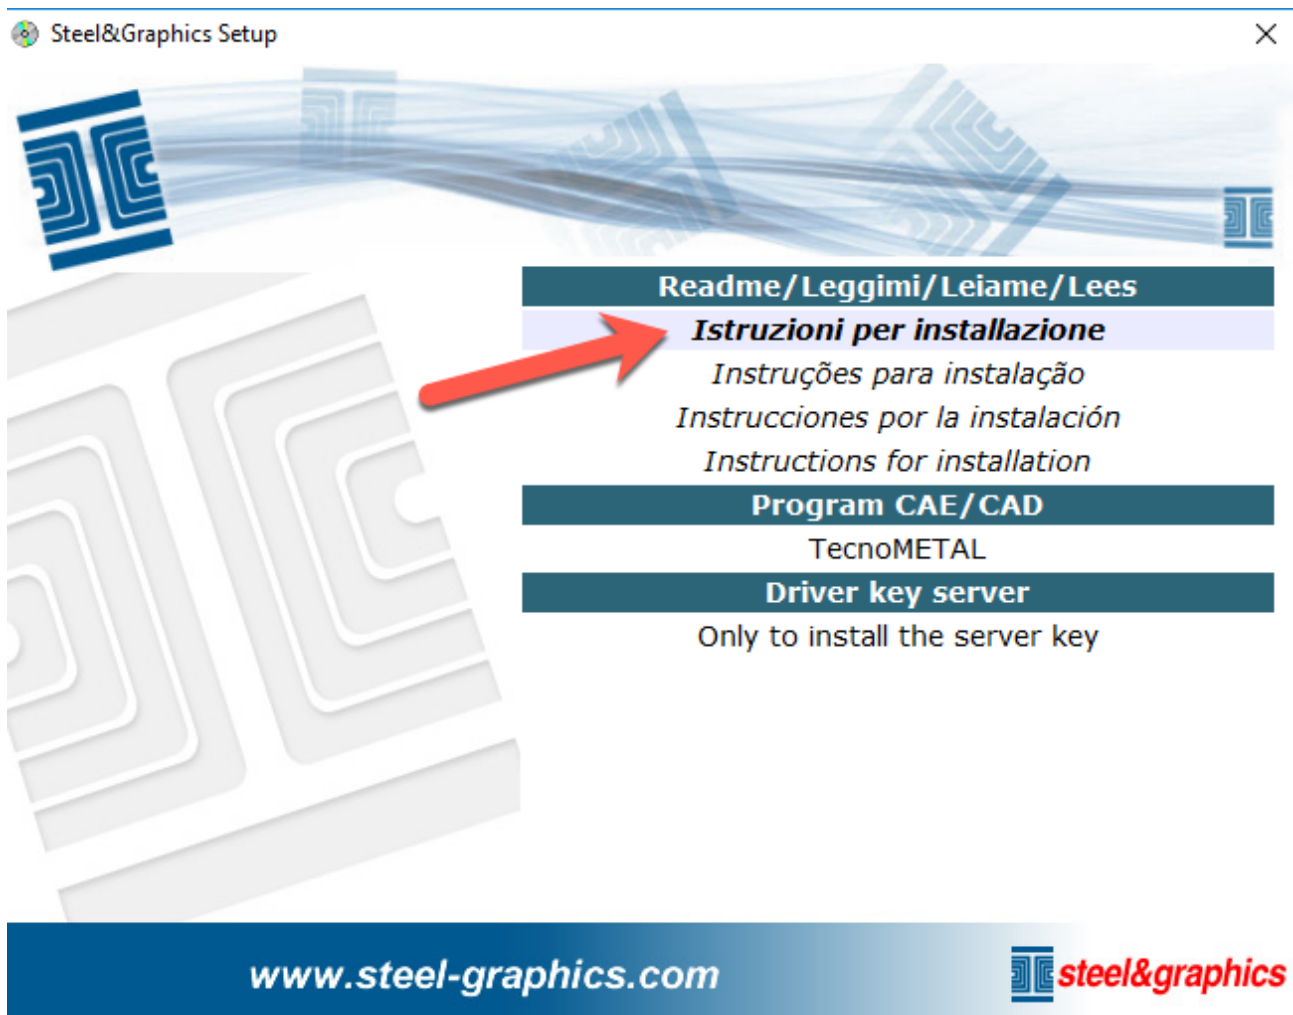 Steel&Graphics Setup
Readme/Leggimi/Leiame/Lees
Istruzioni per installazione
Instruções para instalação
Instrucciones por la instalación
Instructions for installation
Program CAE/CAD
TecnoMETAL
Driver key server
Only to install the server key
www.steel-graphics.com
steel&graphics